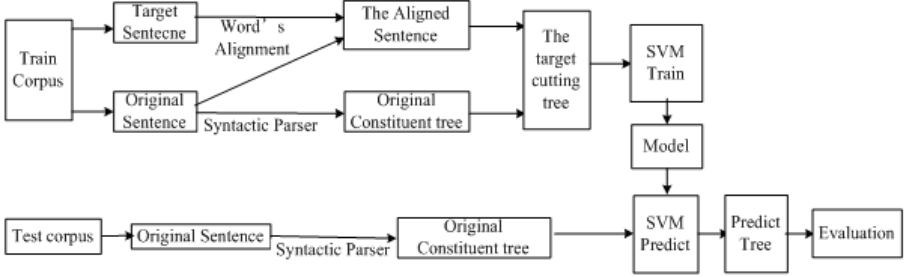 Target
Sentecne
Word's
Alignment
The Aligned
Sentence
Train
Corpus
The
target
cutting
tree
SVM
Train
Original
Sentence
Syntactic Parser
Original
Constituent tree
Model
Test corpus
Original Sentence
Syntactic Parser
Original
Constituent tree
SVM
Predict
Predict
Tree
Evaluation